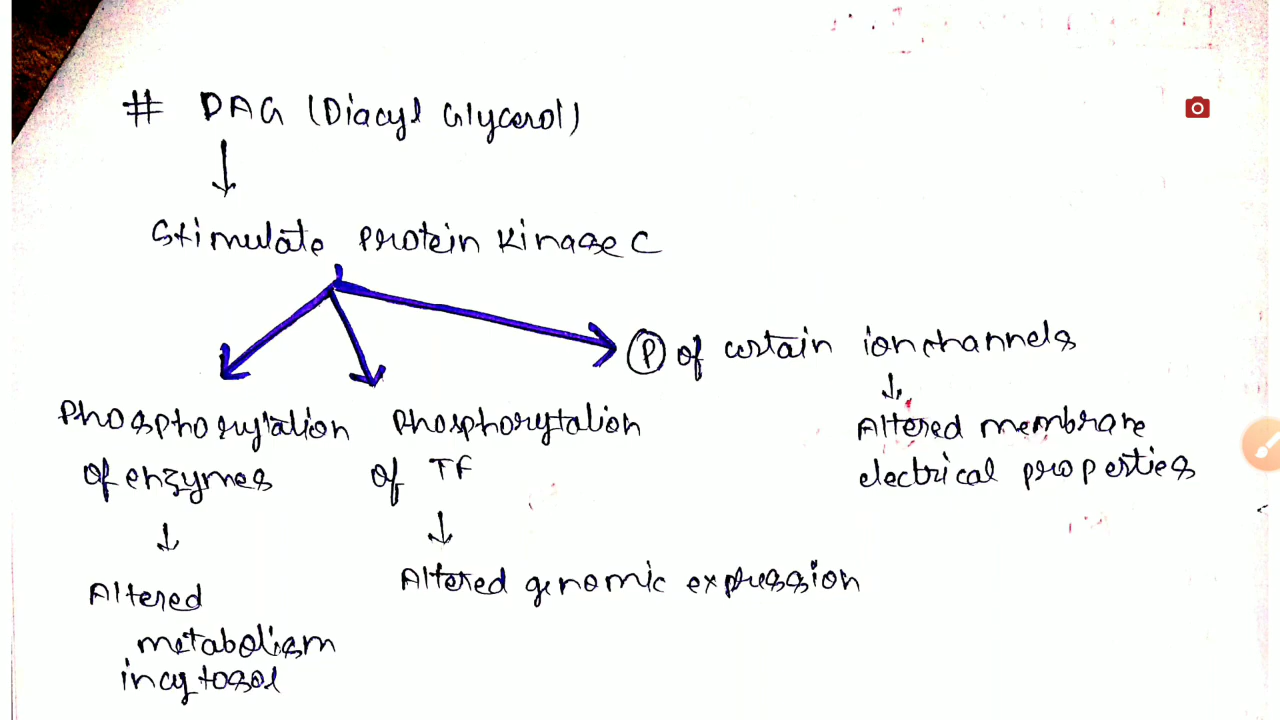 # DAG (Diacyl Glycerol)
↓
Stimulate protein kinase C
Ⓟ of certain ion channels
↓
Altered membrane
electrical properties
Phosphorylation
of enzymes
↓
Altered
metabolism
in cytosol
Phosphorylation
of TF
↓
Altered genomic expression